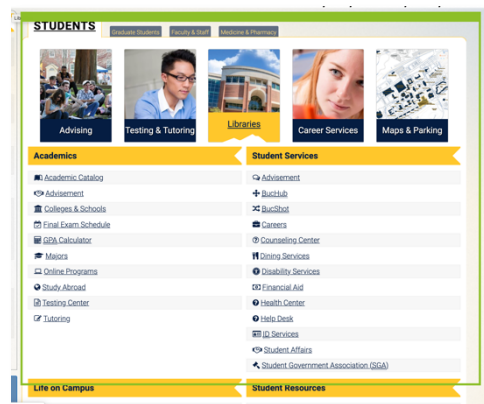 STUDENTS
Graduate Students
Faculty & Staff
Medicine & Pharmacy
Advising
Testing & Tutoring
Libraries
Career Services
Maps & Parking
Academics
Academic Catalog
Advisement
Colleges & Schools
Final Exam Schedule
GPA Calculator
Majors
Online Programs
Study Abroad
Testing Center
Tutoring
Student Services
Advisement
BucHub
BucShot
Careers
Counseling Center
Dining Services
Disability Services
Financial Aid
Health Center
Help Desk
ID Services
Student Affairs
Student Government Association (SGA)
Life on Campus
Student Resources